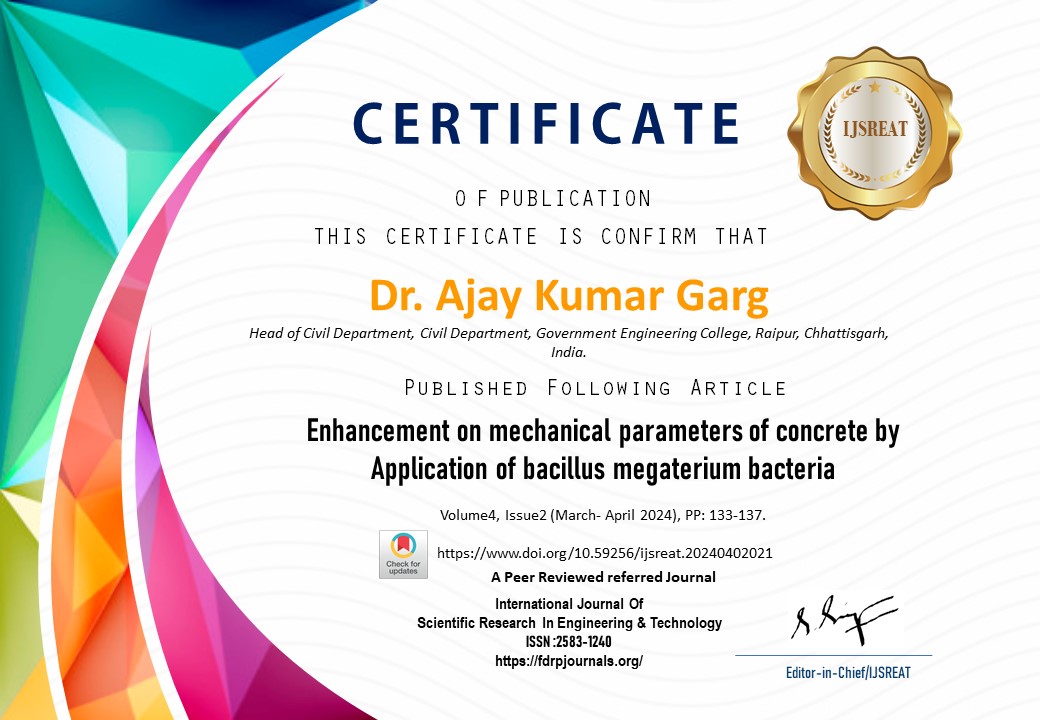 CERTIFICATE
IJSREAT
OF PUBLICATION
THIS CERTIFICATE IS CONFIRM THAT
Dr. Ajay Kumar Garg
Head of Civil Department, Civil Department, Government Engineering College, Raipur, Chhattisgarh,
India.
Published Following Article
Enhancement on mechanical parameters of concrete by
Application of bacillus megaterium bacteria
Volume4, Issue2 (March- April 2024), PP: 133-137.
Check for
updates
https://www.doi.org/10.59256/ijsreat.20240402021
A Peer Reviewed referred Journal
International Journal Of
Scientific Research In Engineering & Technology
ISSN :2583-1240
https://fdrpjournals.org/
Editor-in-Chief/IJSREAT